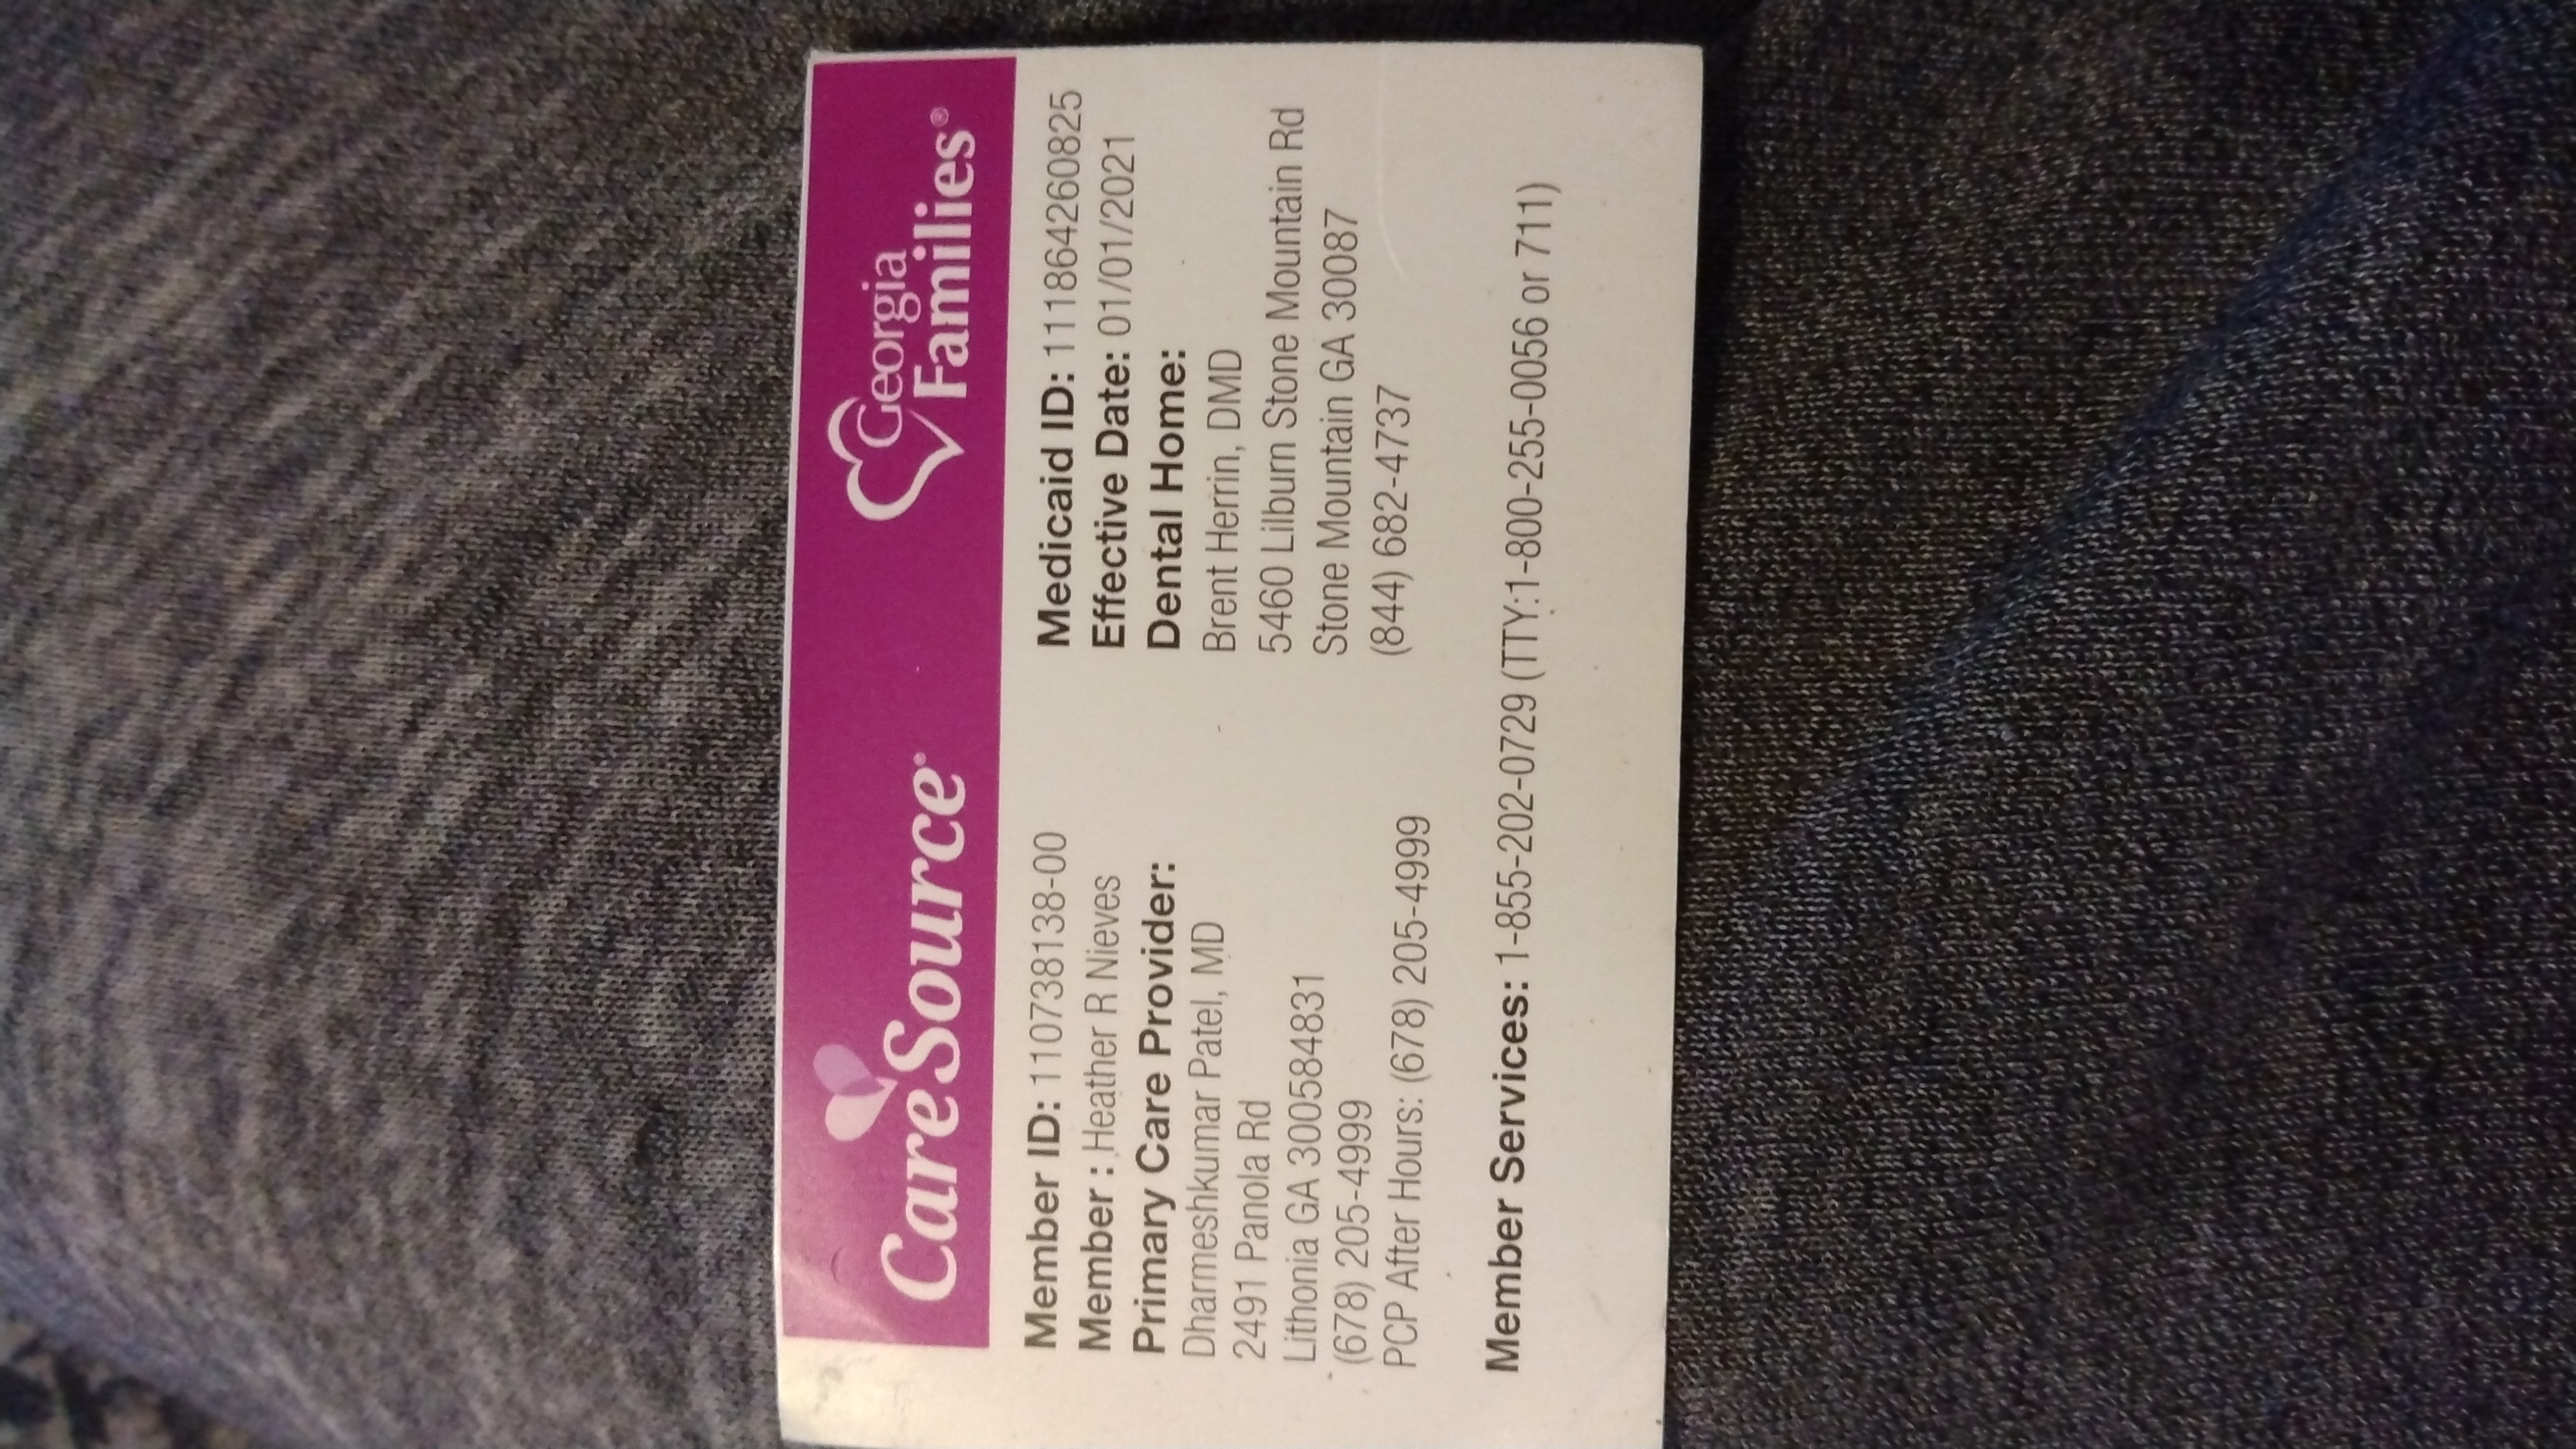 CareSource®
Georgia
Families®
Member ID: 110738138-00
Member : Heather R Nieves
Primary Care Provider:
Dharmeshkumar Patel, MD
2491 Panola Rd
Lithonia GA 300584831
(678) 205-4999
PCP After Hours: (678) 205-4999
Medicaid ID: 111864260825
Effective Date: 01/01/2021
Dental Home:
Brent Herrin, DMD
5460 Lilburn Stone Mountain Rd
Stone Mountain GA 30087
(844) 682-4737
Member Services: 1-855-202-0729 (TTY:1-800-255-0056 or 711)